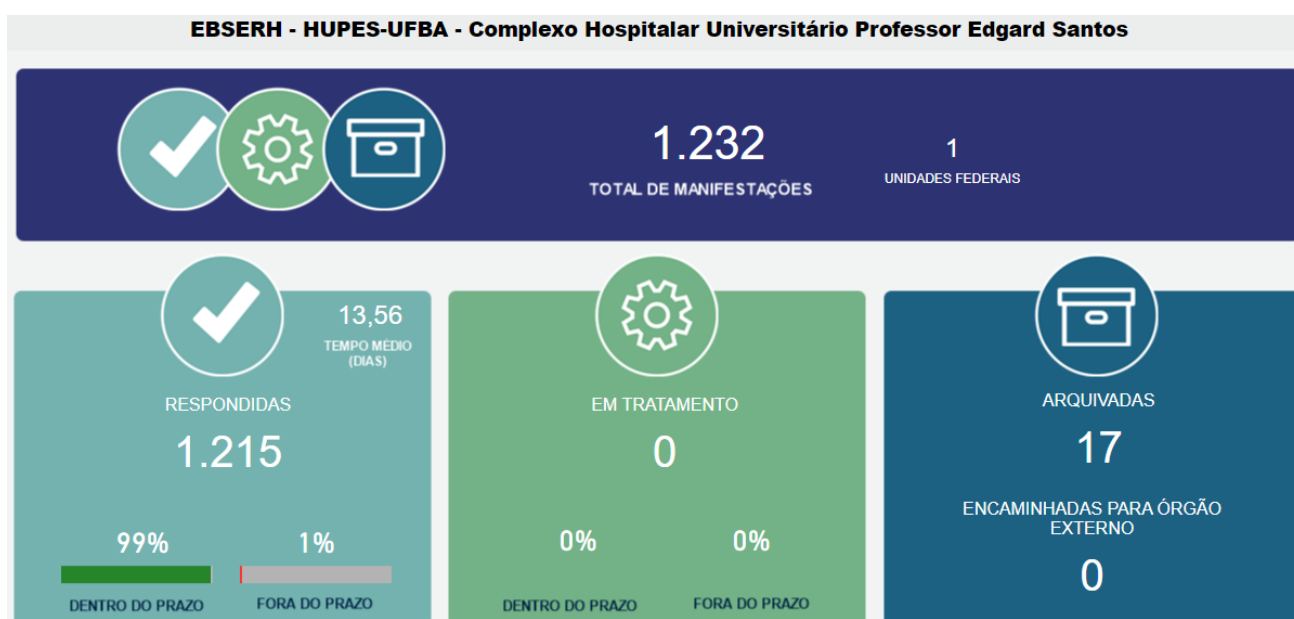 EBSERH - HUPES-UFBA - Complexo Hospitalar Universitário Professor Edgard Santos
1.232
TOTAL DE MANIFESTAÇÕES
1
UNIDADES FEDERAIS
13,56
TEMPO MÉDIO
(DIAS)
RESPONDIDAS
1.215
99%
DENTRO DO PRAZO
1%
FORA DO PRAZO
EM TRATAMENTO
0
0%
DENTRO DO PRAZO
0%
FORA DO PRAZO
ARQUIVADAS
17
ENCAMINHADAS PARA ÓRGÃO
EXTERNO
0